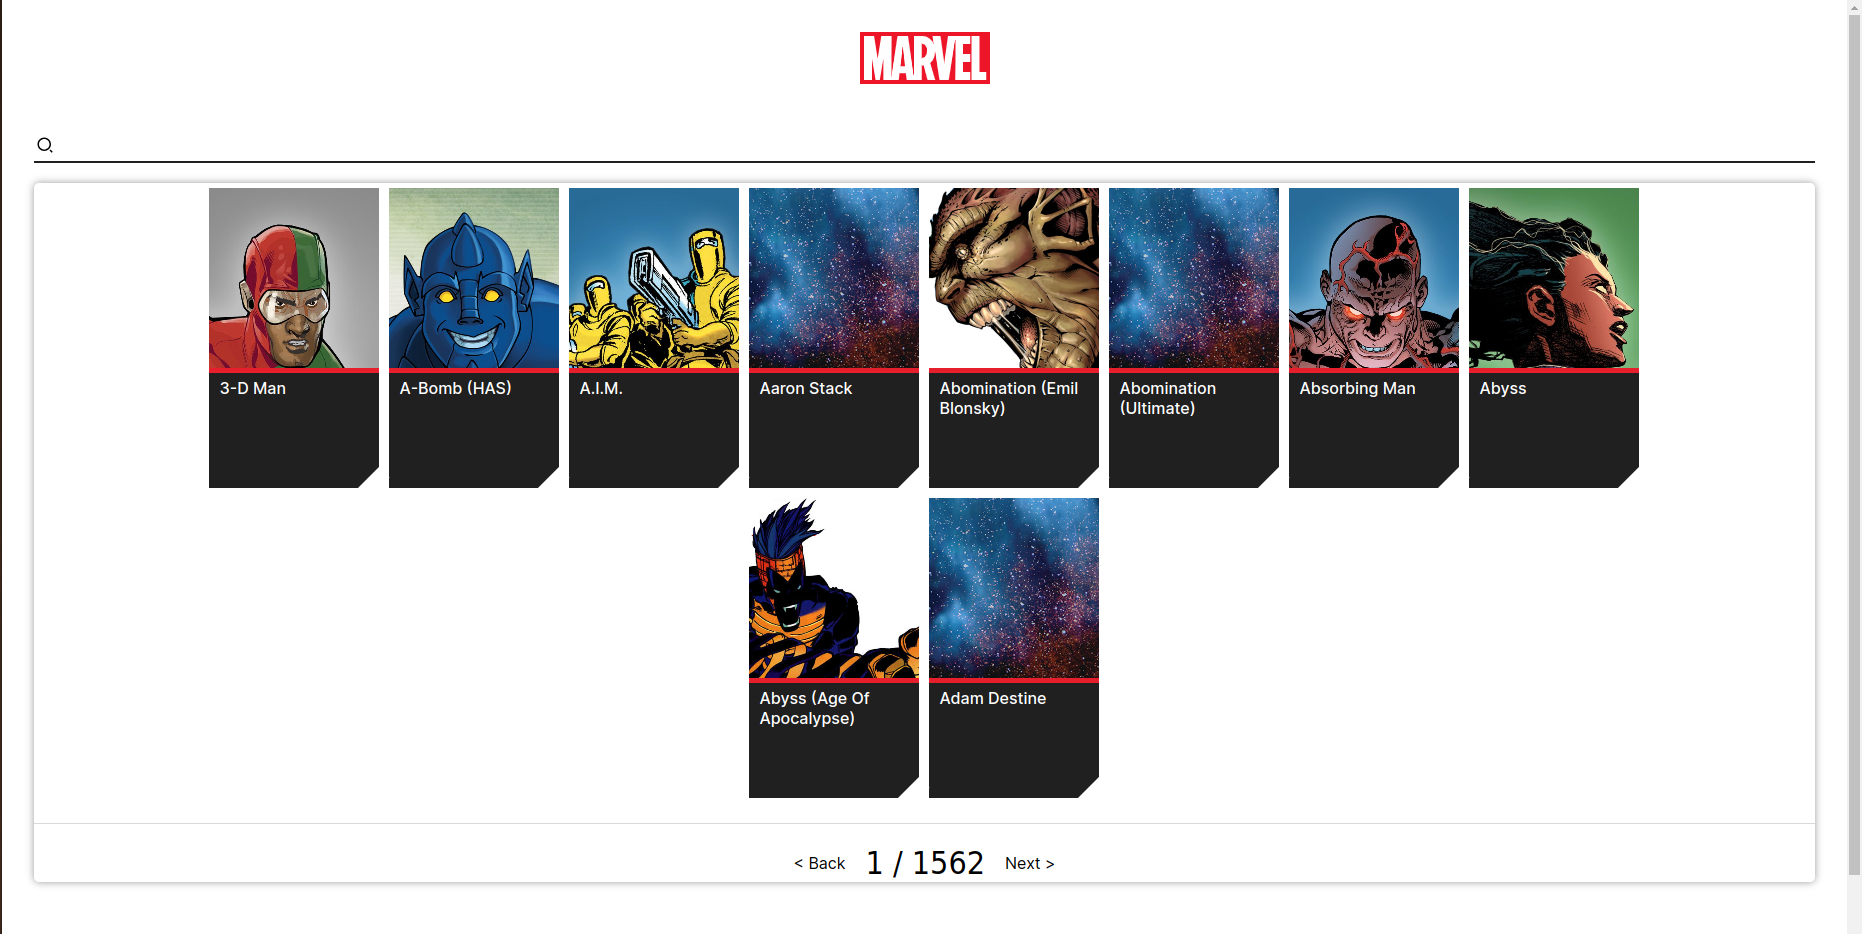 MARVEL
3-D Man
A-Bomb (HAS)
A.I.M.
Aaron Stack
Abomination (Emil
Blonsky)
Abomination
(Ultimate)
Absorbing Man
Abyss
Abyss (Age Of
Apocalypse)
Adam Destine
< Back 1 / 1562 Next >